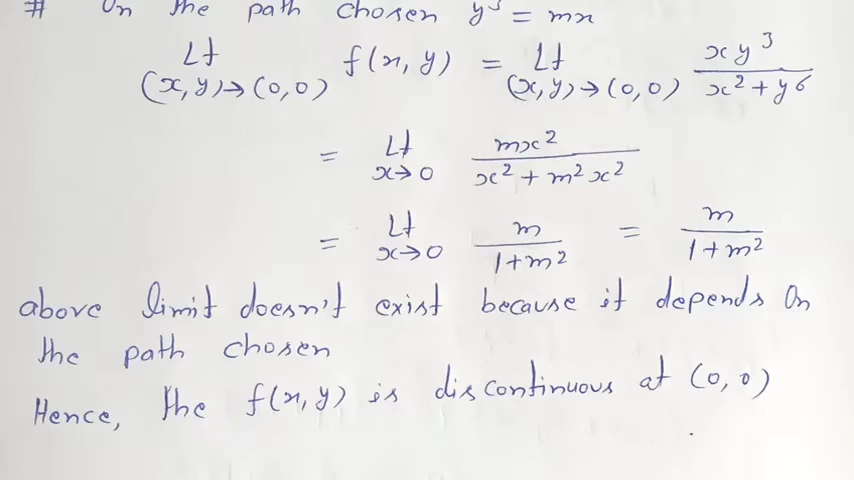 # On the path chosen y³ = mx
Lt (x,y)→(0,0) f(x,y) = Lt (x,y)→(0,0) xy³/(x²+y⁶)
= Lt x→0 mx²/(x²+m²x²)
= Lt x→0 m/(1+m²) = m/(1+m²)
above limit doesn't exist because it depends On
the path chosen
Hence, the f(x,y) is discontinuous at (0,0)